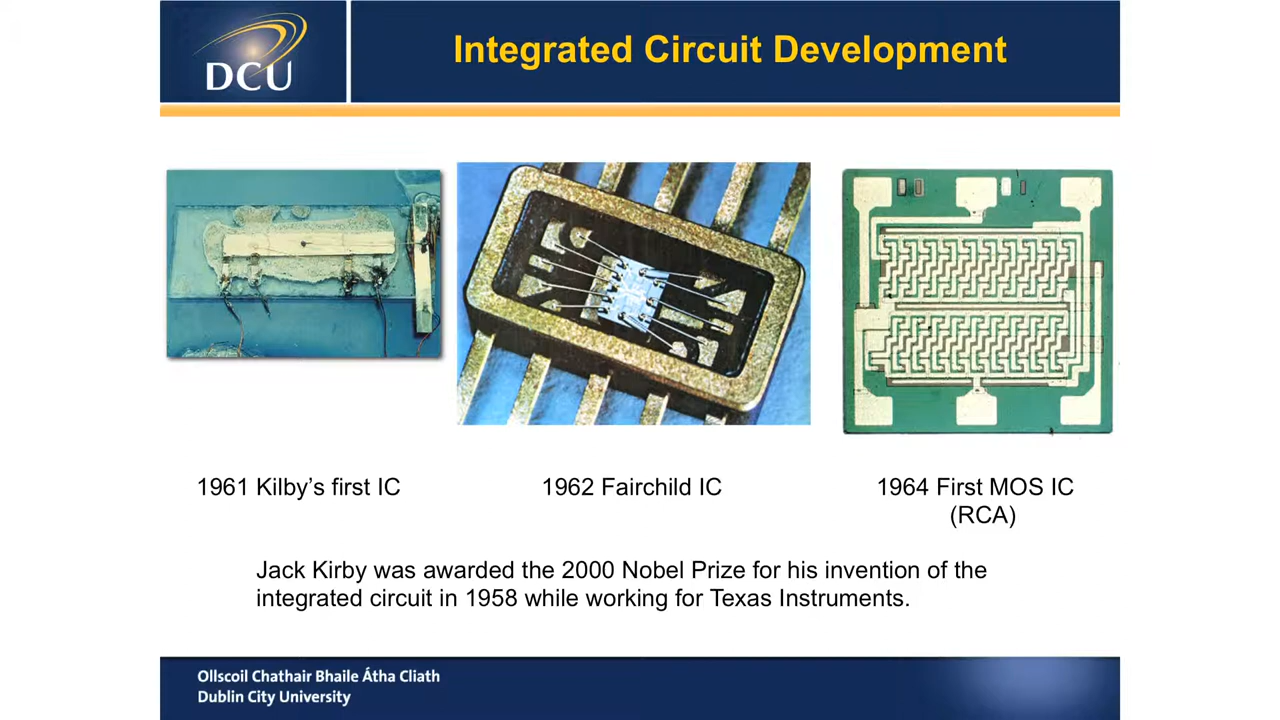 DCU
Integrated Circuit Development
1961 Kilby’s first IC
1962 Fairchild IC
1964 First MOS IC
(RCA)
Jack Kirby was awarded the 2000 Nobel Prize for his invention of the
integrated circuit in 1958 while working for Texas Instruments.
Ollscoil Chathair Bhaile Átha Cliath
Dublin City University